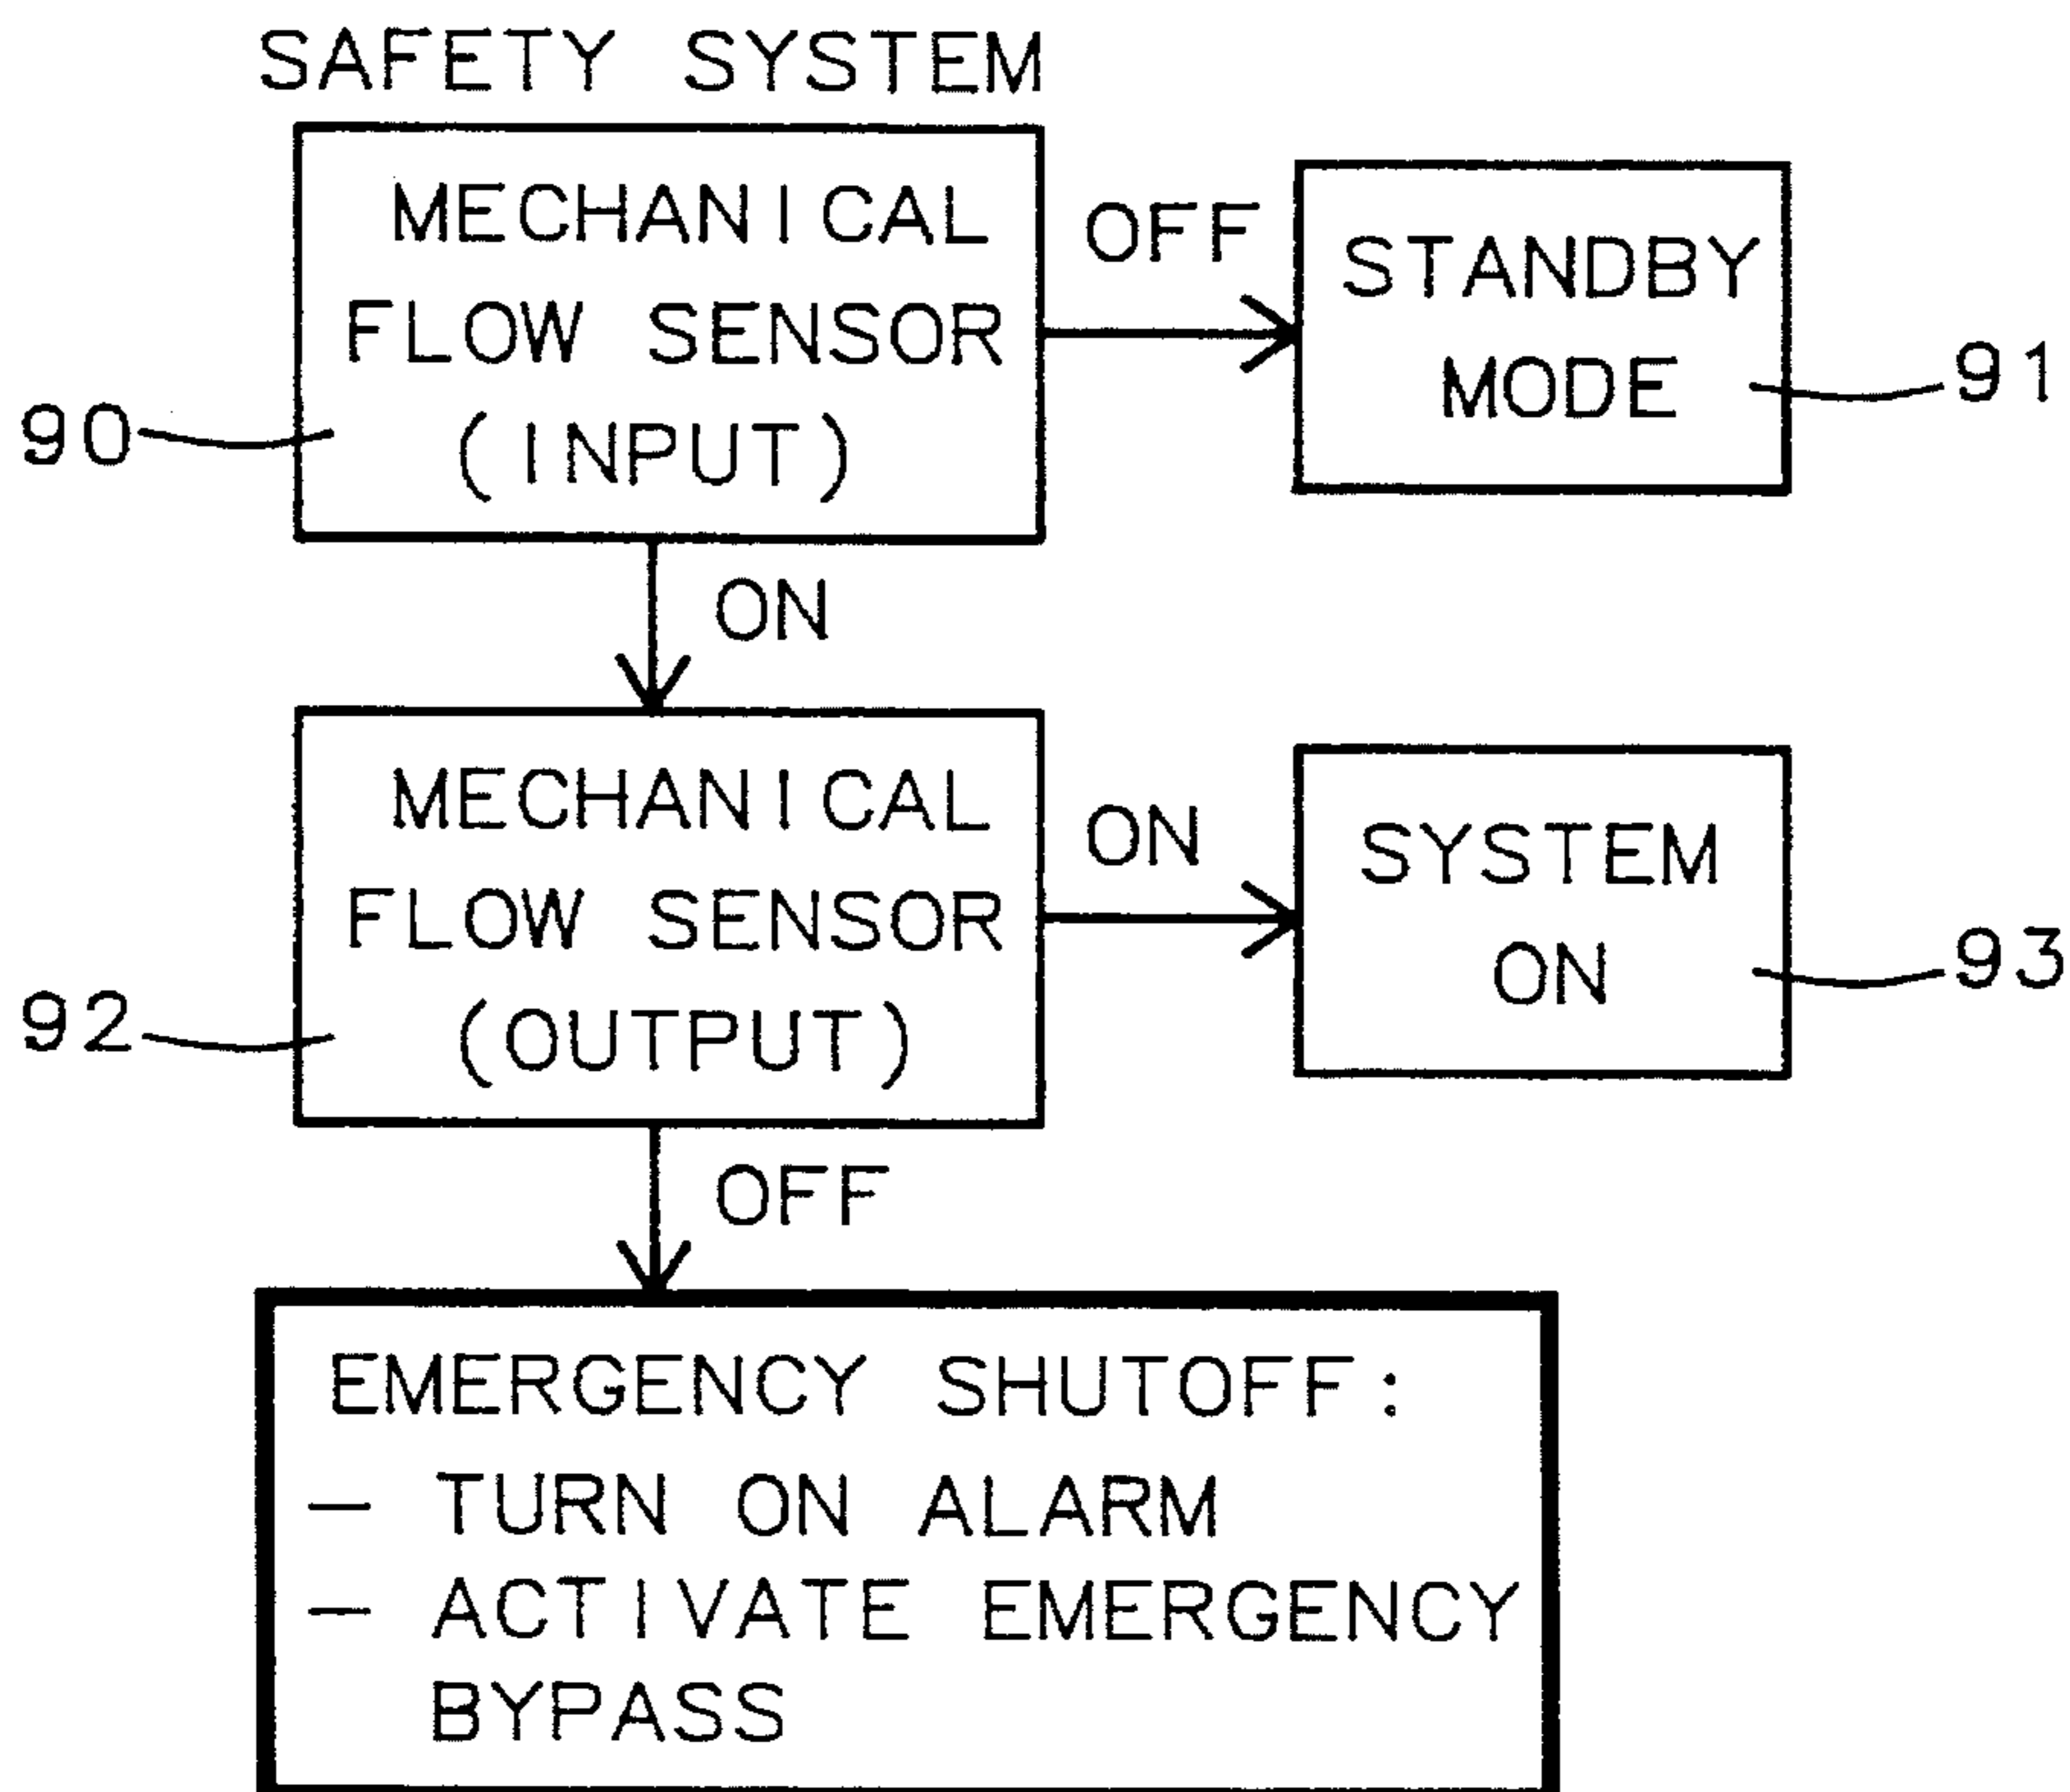 SAFETY SYSTEM
MECHANICAL
FLOW SENSOR
(INPUT)
90
OFF
STANDBY
MODE
91
ON
MECHANICAL
FLOW SENSOR
(OUTPUT)
92
ON
SYSTEM
ON
93
OFF
EMERGENCY SHUTOFF:
- TURN ON ALARM
- ACTIVATE EMERGENCY
BYPASS